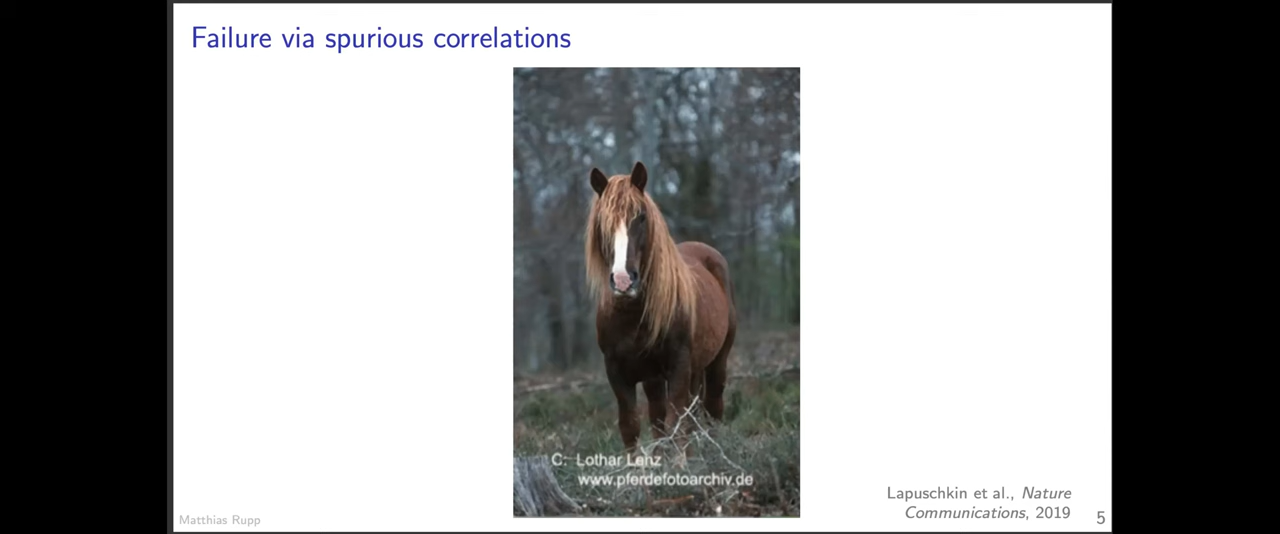 Failure via spurious correlations
C: Lothar Lenz
www.pferdefotoarchiv.de
Lapuschkin et al., Nature
Communications, 2019
Matthias Rupp
5